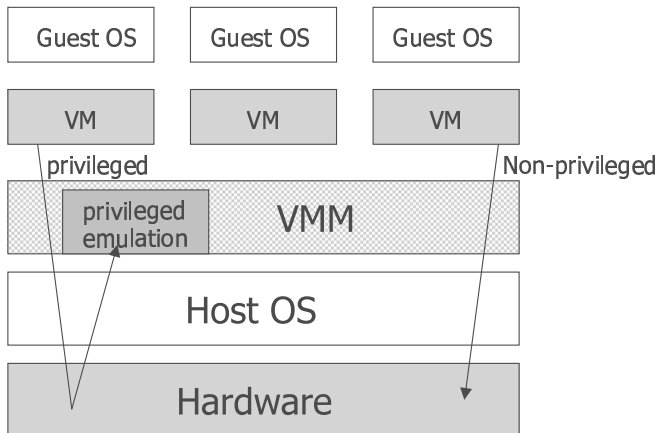 Guest OS Guest OS Guest OS
VM VM VM
privileged Non-privileged
privileged
emulation
VMM
Host OS
Hardware